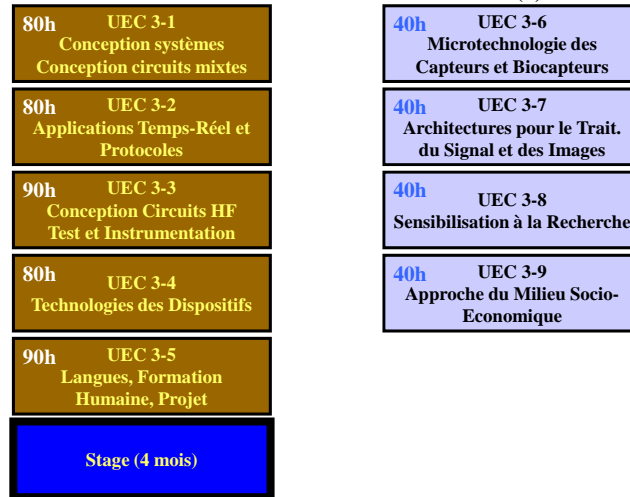 80h UEC 3-1
Conception systèmes
Conception circuits mixtes
80h UEC 3-2
Applications Temps-Réel et
Protocoles
90h UEC 3-3
Conception Circuits HF
Test et Instrumentation
80h UEC 3-4
Technologies des Dispositifs
90h UEC 3-5
Langues, Formation
Humaine, Projet
Stage (4 mois)
40h UEC 3-6
Microtechnologie des
Capteurs et Biocapteurs
40h UEC 3-7
Architectures pour le Trait.
du Signal et des Images
40h UEC 3-8
Sensibilisation à la Recherche
40h UEC 3-9
Approche du Milieu Socio-
Economique